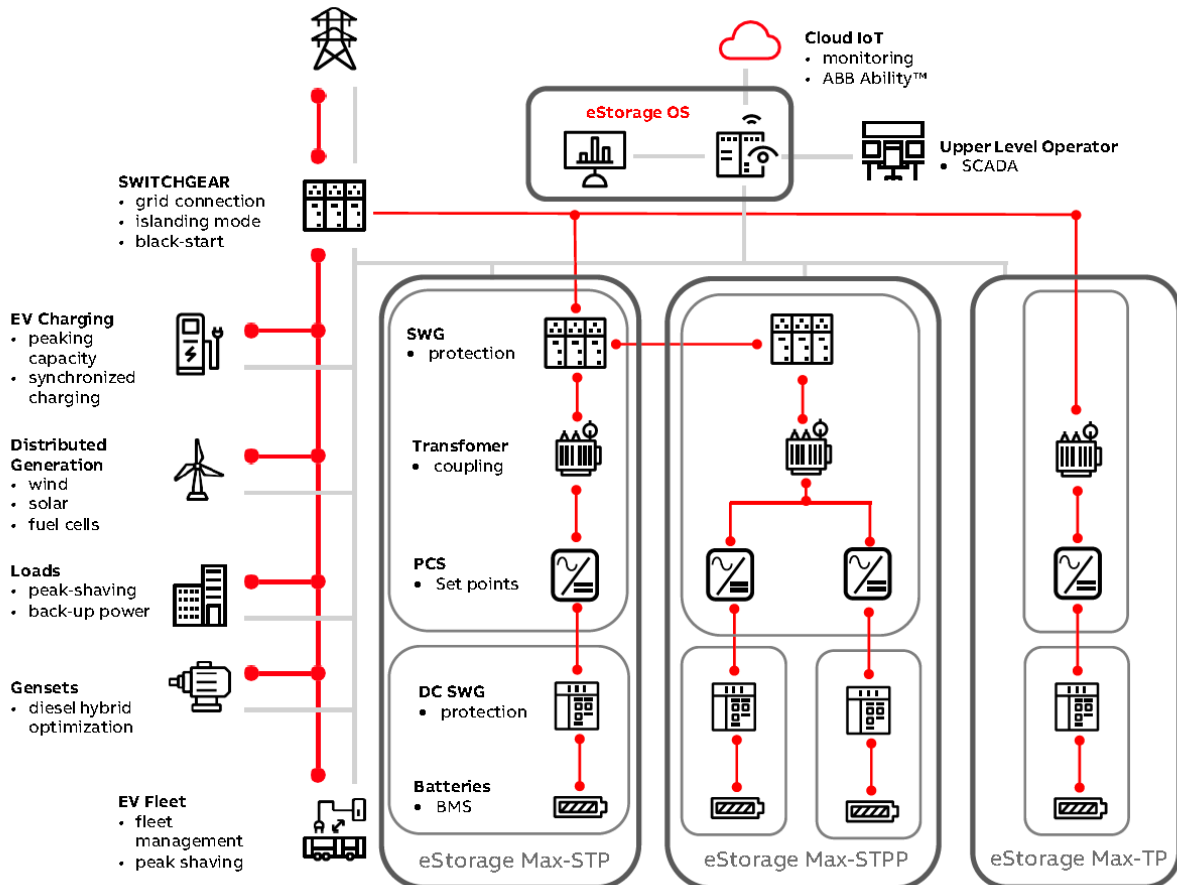 Cloud IoT
• monitoring
• ABB Ability™
eStorage OS
Upper Level Operator
• SCADA
SWITCHGEAR
• grid connection
• islanding mode
• black-start
EV Charging
• peaking
capacity
• synchronized
charging
Distributed
Generation
• wind
• solar
• fuel cells
Loads
• peak-shaving
• back-up power
Gensets
• diesel hybrid
optimization
EV Fleet
• fleet
management
• peak shaving
SWG
• protection
Transfomer
• coupling
PCS
• Set points
DC SWG
• protection
Batteries
• BMS
eStorage Max-STP
eStorage Max-STPP
eStorage Max-TP